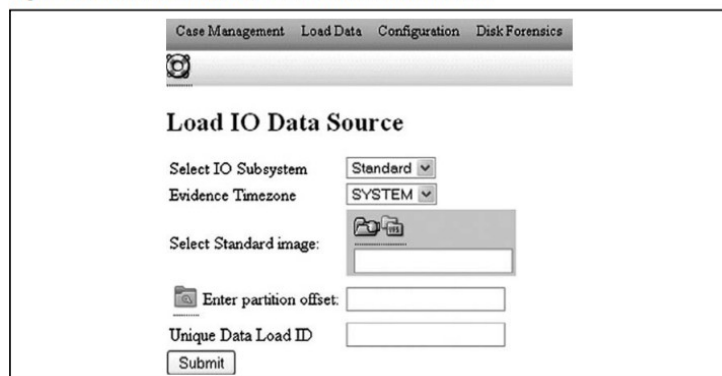 Case Management Load Data Configuration Disk Forensics
Load IO Data Source
Select IO Subsystem Standard
Evidence Timezone SYSTEM
Select Standard image:
Enter partition offset:
Unique Data Load ID
Submit